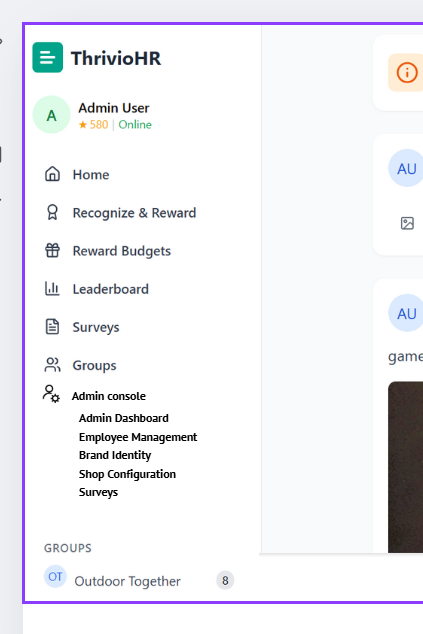 ThrivioHR
A
Admin User
★ 580 | Online
Home
Recognize & Reward
Reward Budgets
Leaderboard
Surveys
Groups
Admin console
Admin Dashboard
Employee Management
Brand Identity
Shop Configuration
Surveys
GROUPS
OT Outdoor Together 8
AU
AU
game